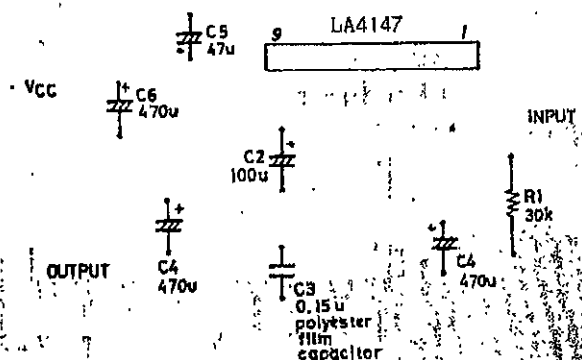 LA4147
9 1
C5
47u
VCC
+ C6
470u
INPUT
C2 +
100u
R1
30k
+
C4
470u
+
C4
470u
OUTPUT
C3
0.15u
polyester
film
capacitor